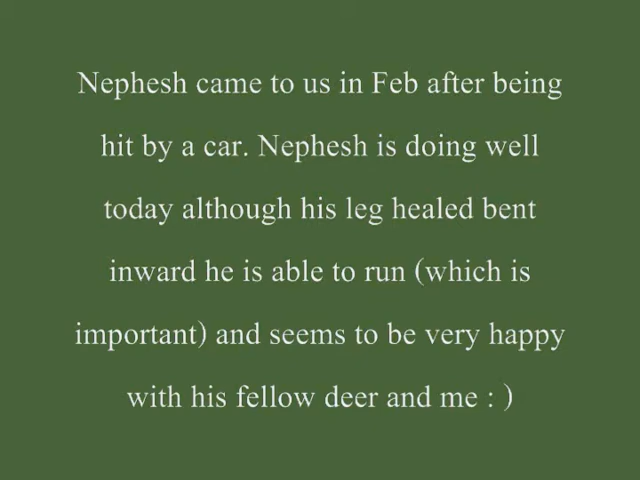 Nephesh came to us in Feb after being
hit by a car. Nephesh is doing well
today although his leg healed bent
inward he is able to run (which is
important) and seems to be very happy
with his fellow deer and me : )